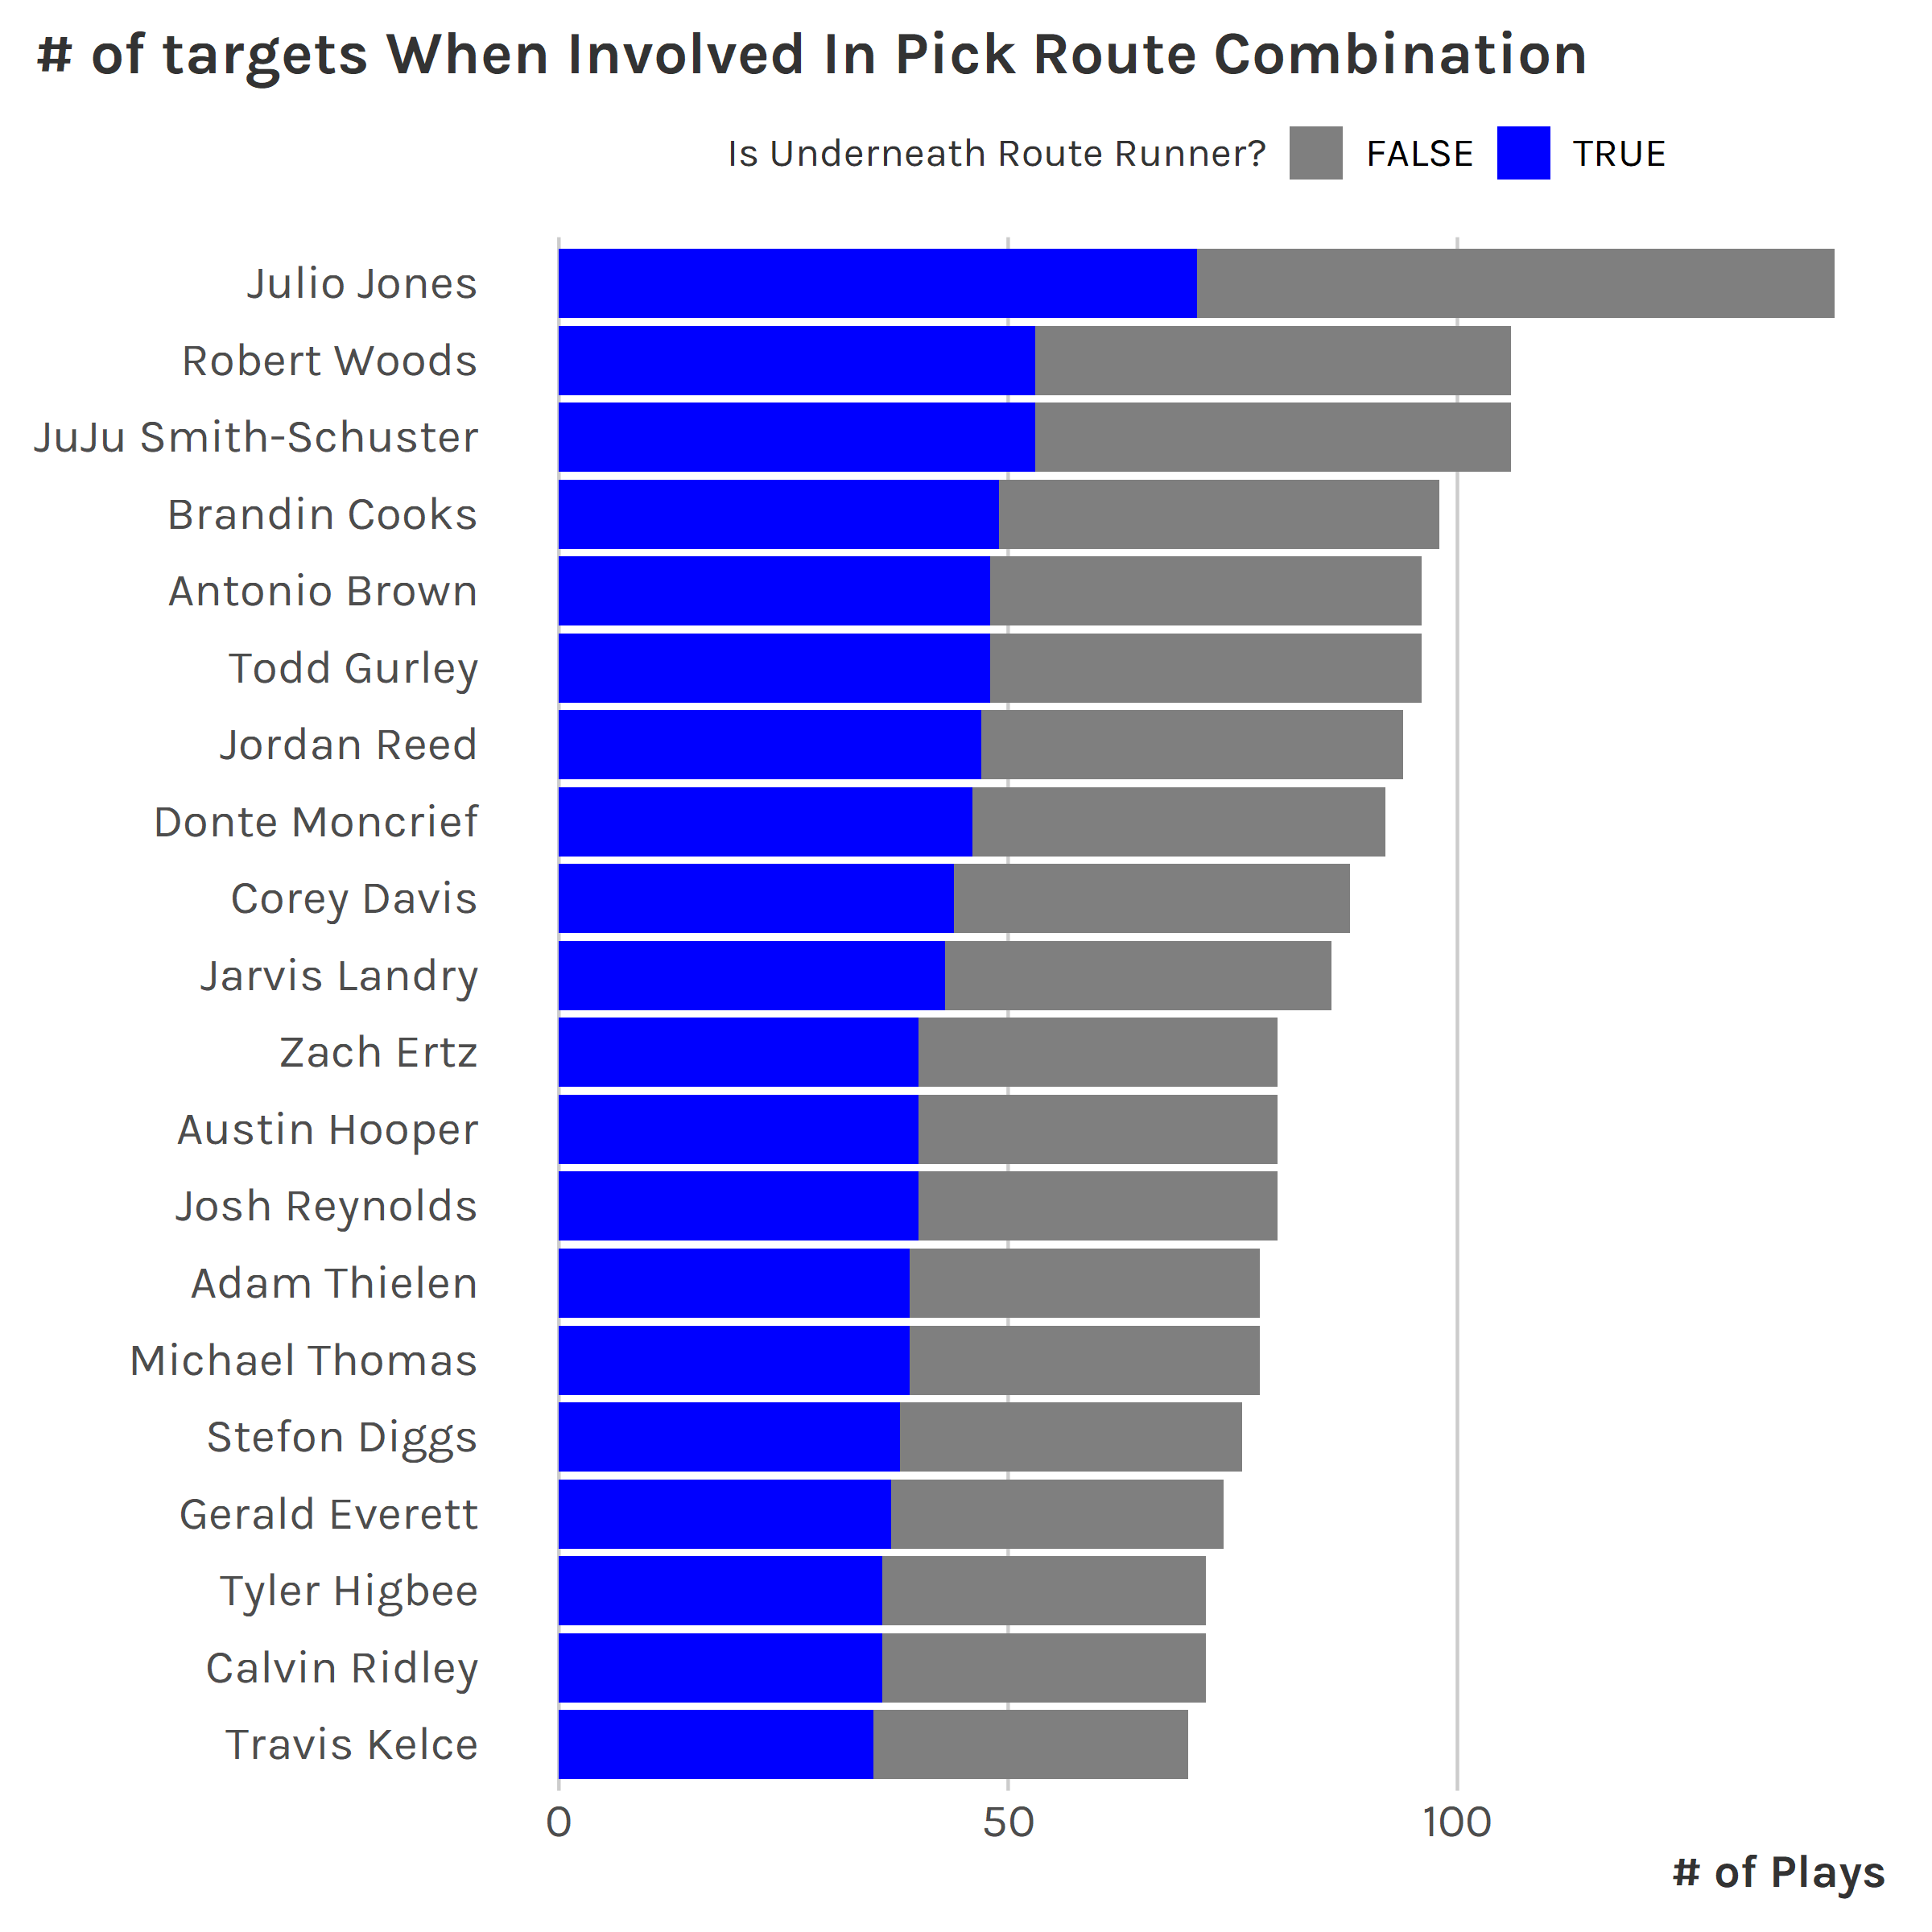 # of targets When Involved In Pick Route Combination
Is Underneath Route Runner? FALSE TRUE
Julio Jones
Robert Woods
JuJu Smith-Schuster
Brandin Cooks
Antonio Brown
Todd Gurley
Jordan Reed
Donte Moncrief
Corey Davis
Jarvis Landry
Zach Ertz
Austin Hooper
Josh Reynolds
Adam Thielen
Michael Thomas
Stefon Diggs
Gerald Everett
Tyler Higbee
Calvin Ridley
Travis Kelce
0 50 100
# of Plays